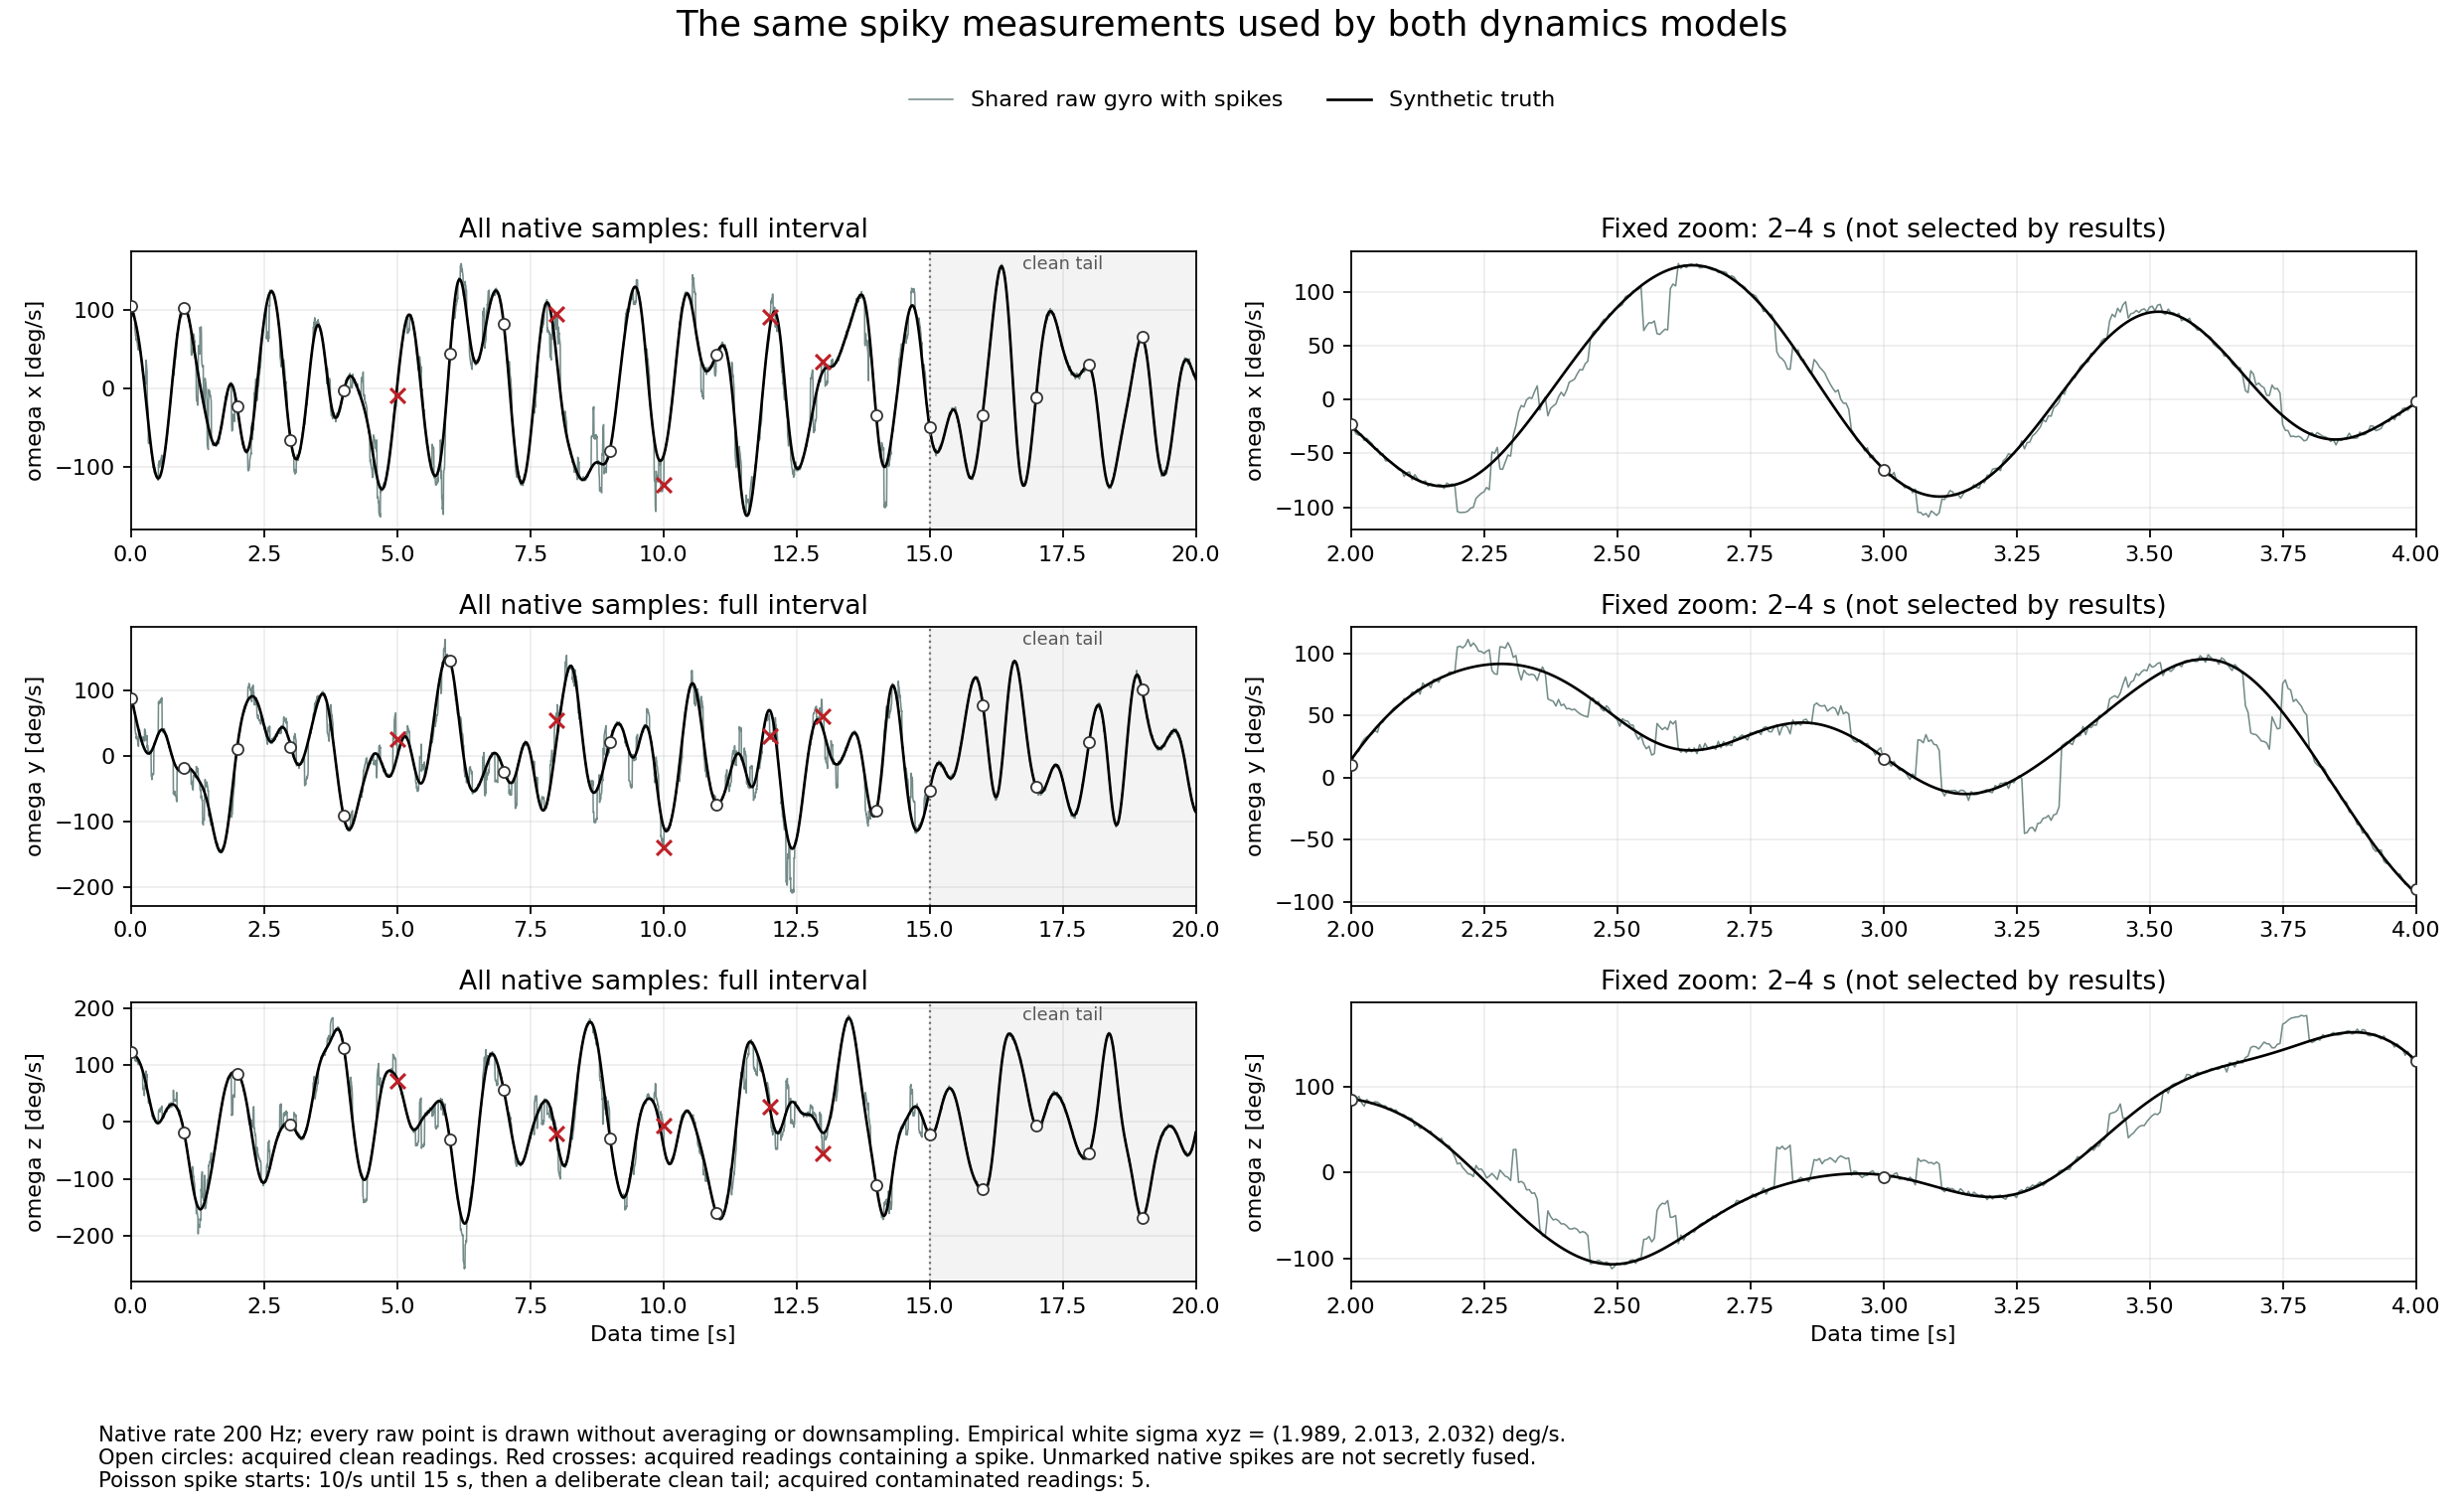 The same spiky measurements used by both dynamics models
Shared raw gyro with spikes
Synthetic truth
All native samples: full interval
omega x [deg/s]
100
0
−100
clean tail
0.0 2.5 5.0 7.5 10.0 12.5 15.0 17.5 20.0
Fixed zoom: 2–4 s (not selected by results)
omega x [deg/s]
100
50
0
−50
−100
2.00 2.25 2.50 2.75 3.00 3.25 3.50 3.75 4.00
All native samples: full interval
omega y [deg/s]
100
0
−100
−200
clean tail
0.0 2.5 5.0 7.5 10.0 12.5 15.0 17.5 20.0
Fixed zoom: 2–4 s (not selected by results)
omega y [deg/s]
100
50
0
−50
−100
2.00 2.25 2.50 2.75 3.00 3.25 3.50 3.75 4.00
All native samples: full interval
omega z [deg/s]
200
100
0
−100
−200
clean tail
0.0 2.5 5.0 7.5 10.0 12.5 15.0 17.5 20.0
Data time [s]
Fixed zoom: 2–4 s (not selected by results)
omega z [deg/s]
100
0
−100
2.00 2.25 2.50 2.75 3.00 3.25 3.50 3.75 4.00
Data time [s]
Native rate 200 Hz; every raw point is drawn without averaging or downsampling. Empirical white sigma xyz = (1.989, 2.013, 2.032) deg/s.
Open circles: acquired clean readings. Red crosses: acquired readings containing a spike. Unmarked native spikes are not secretly fused.
Poisson spike starts: 10/s until 15 s, then a deliberate clean tail; acquired contaminated readings: 5.